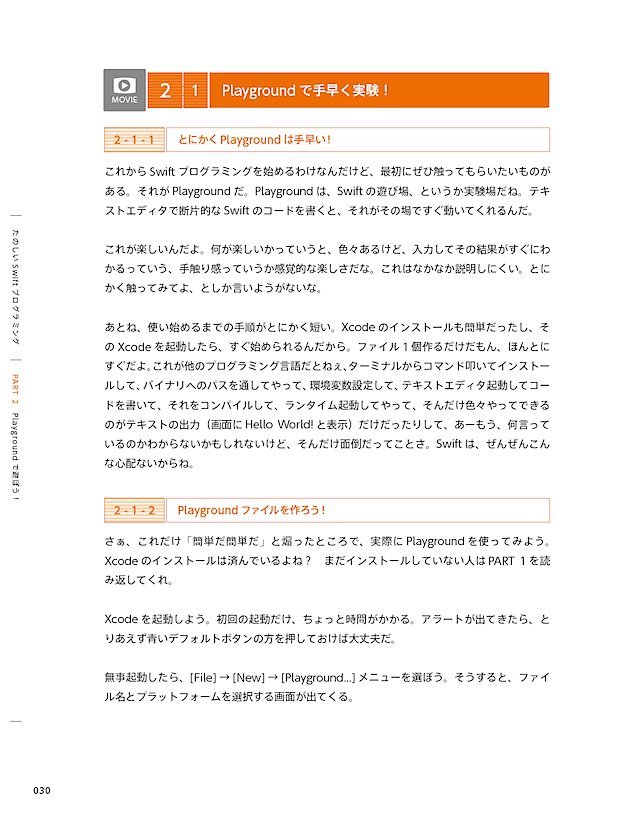 MOVIE 2 1 Playground で手早く実験！
2 - 1 - 1 とにかく Playground は手早い！
これから Swift プログラミングを始めるわけなんだけど、最初にぜひ触ってもらいたいものが
ある。それが Playground だ。Playground は、Swift の遊び場、というか実験場だね。テキ
ストエディタで断片的な Swift のコードを書くと、それがその場ですぐ動いてくれるんだ。
これが楽しいんだよ。何が楽しいかっていうと、色々あるけど、入力してその結果がすぐにわ
かるっていう、手触り感っていうか感覚的な楽しさだな。これはなかなか説明しにくい。とに
かく触ってみてよ、としか言いようがないな。
あとね、使い始めるまでの手順がとにかく短い。Xcode のインストールも簡単だったし、そ
の Xcode を起動したら、すぐ始められるんだから。ファイル 1 個作るだけだもん、ほんとに
すぐだよ。これが他のプログラミング言語だとねぇ、ターミナルからコマンド叩いてインストー
ルして、バイナリへのパスを通してやって、環境変数設定して、テキストエディタ起動してコー
ドを書いて、それをコンパイルして、ランタイム起動してやって、そんだけ色々やってできる
のがテキストの出力（画面に Hello World! と表示）だけだったりして、あーもう、何言って
いるのかわからないかもしれないけど、そんだけ面倒だってことさ。Swift は、ぜんぜんこん
な心配ないからね。
2 - 1 - 2 Playground ファイルを作ろう！
さぁ、これだけ「簡単だ簡単だ」と煽ったところで、実際に Playground を使ってみよう。
Xcode のインストールは済んでいるよね？　まだインストールしていない人は PART 1 を読
み返してくれ。
Xcode を起動しよう。初回の起動だけ、ちょっと時間がかかる。アラートが出てきたら、と
りあえず青いデフォルトボタンの方を押しておけば大丈夫だ。
無事起動したら、[File] → [New] → [Playground...] メニューを選ぼう。そうすると、ファイ
ル名とプラットフォームを選択する画面が出てくる。
たのしい Swift プログラミング
PART 2 Playground で遊ぼう！
030